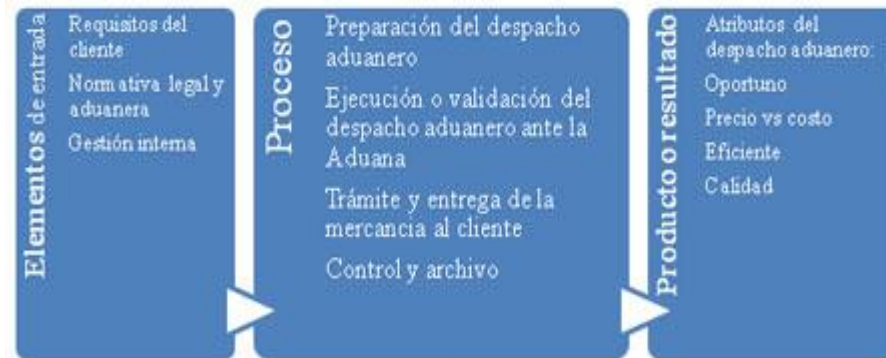 Elementos de entrada
Requisitos del
cliente
Normativa legal y
aduanera
Gestión interna
Proceso
Preparación del despacho
aduanero
Ejecución o validación del
despacho aduanero ante la
Aduana
Trámite y entrega de la
mercancia al cliente
Control y archivo
Producto o resultado
Atributos del
despacho aduanero:
Oportuno
Precio vs costo
Eficiente
Calidad